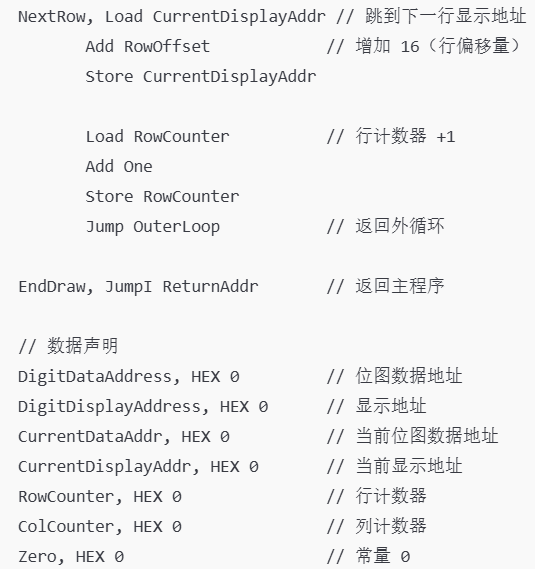 NextRow, Load CurrentDisplayAddr // 跳到下一行显示地址
Add RowOffset // 增加 16（行偏移量）
Store CurrentDisplayAddr
Load RowCounter // 行计数器 +1
Add One
Store RowCounter
Jump OuterLoop // 返回外循环
EndDraw, JumpI ReturnAddr // 返回主程序
// 数据声明
DigitDataAddress, HEX 0 // 位图数据地址
DigitDisplayAddress, HEX 0 // 显示地址
CurrentDataAddr, HEX 0 // 当前位图数据地址
CurrentDisplayAddr, HEX 0 // 当前显示地址
RowCounter, HEX 0 // 行计数器
ColCounter, HEX 0 // 列计数器
Zero, HEX 0 // 常量 0